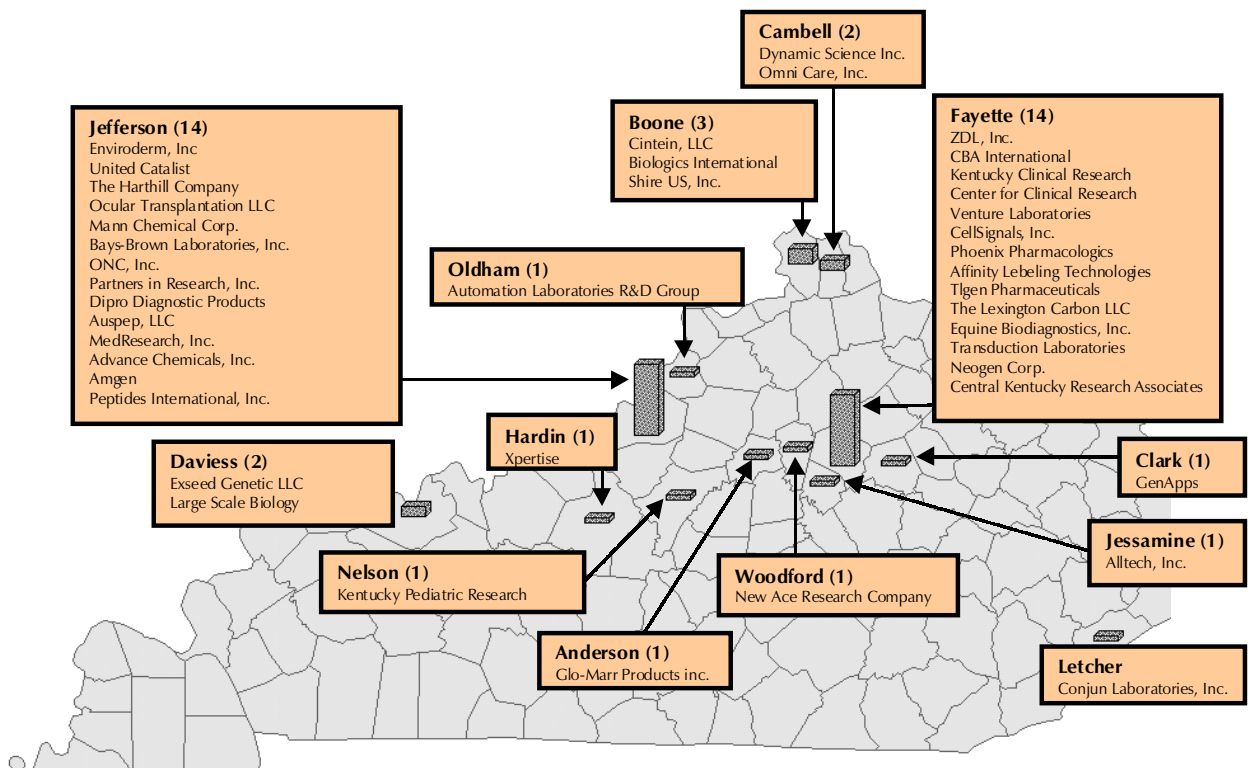 Cambell (2)
Dynamic Science Inc.
Omni Care, Inc.
Boone (3)
Cintein, LLC
Biologics International
Shire US, Inc.
Jefferson (14)
Enviroderm, Inc
United Catalist
The Harthill Company
Ocular Transplantation LLC
Mann Chemical Corp.
Bays-Brown Laboratories, Inc.
ONC, Inc.
Partners in Research, Inc.
Dipro Diagnostic Products
Auspep, LLC
MedResearch, Inc.
Advance Chemicals, Inc.
Amgen
Peptides International, Inc.
Fayette (14)
ZDL, Inc.
CBA International
Kentucky Clinical Research
Center for Clinical Research
Venture Laboratories
CellSignals, Inc.
Phoenix Pharmacologics
Affinity Lebeling Technologies
Tlgen Pharmaceuticals
The Lexington Carbon LLC
Equine Biodiagnostics, Inc.
Transduction Laboratories
Neogen Corp.
Central Kentucky Research Associates
Oldham (1)
Automation Laboratories R&D Group
Hardin (1)
Xpertise
Daviess (2)
Exseed Genetic LLC
Large Scale Biology
Clark (1)
GenApps
Jessamine (1)
Alltech, Inc.
Nelson (1)
Kentucky Pediatric Research
Woodford (1)
New Ace Research Company
Anderson (1)
Glo-Marr Products inc.
Letcher
Conjun Laboratories, Inc.